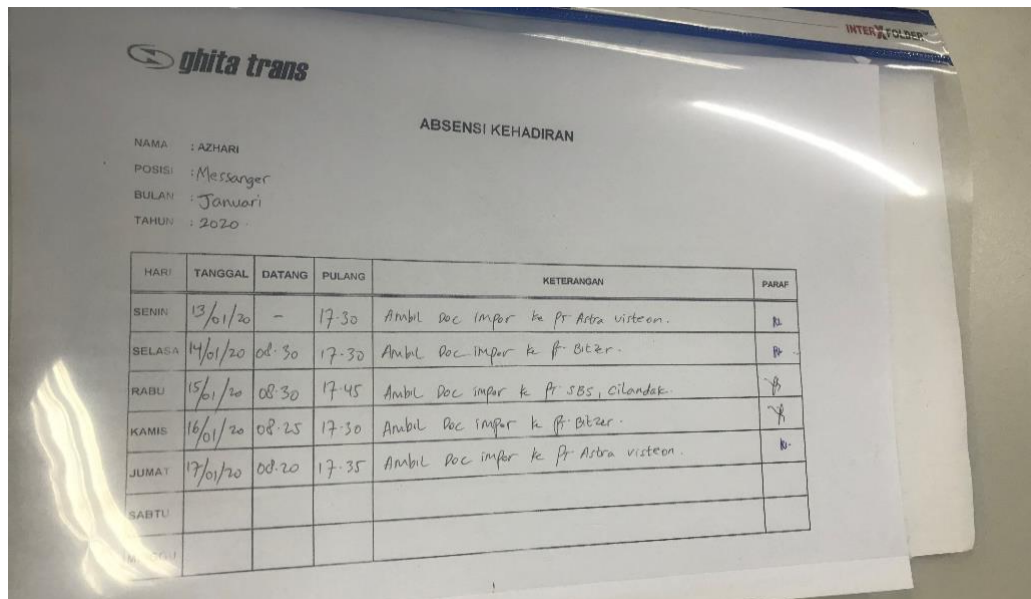 INTER X FOLDER
ghita trans
ABSENSI KEHADIRAN
NAMA : AZHARI
POSISI : Messanger
BULAN : Januari
TAHUN : 2020
HARI TANGGAL DATANG PULANG KETERANGAN PARAF
SENIN 13/01/20 - 17.30 Ambil Doc impor ke PT Astra visteon.
SELASA 14/01/20 08.30 17.30 Ambil Doc impor ke PT Bitzer.
RABU 15/01/20 08.30 17.45 Ambil Doc impor ke PT SBS, Cilandak.
KAMIS 16/01/20 08.25 17.30 Ambil Doc impor ke PT Bitzer.
JUMAT 17/01/20 08.20 17.35 Ambil Doc impor ke PT Astra visteon.
SABTU